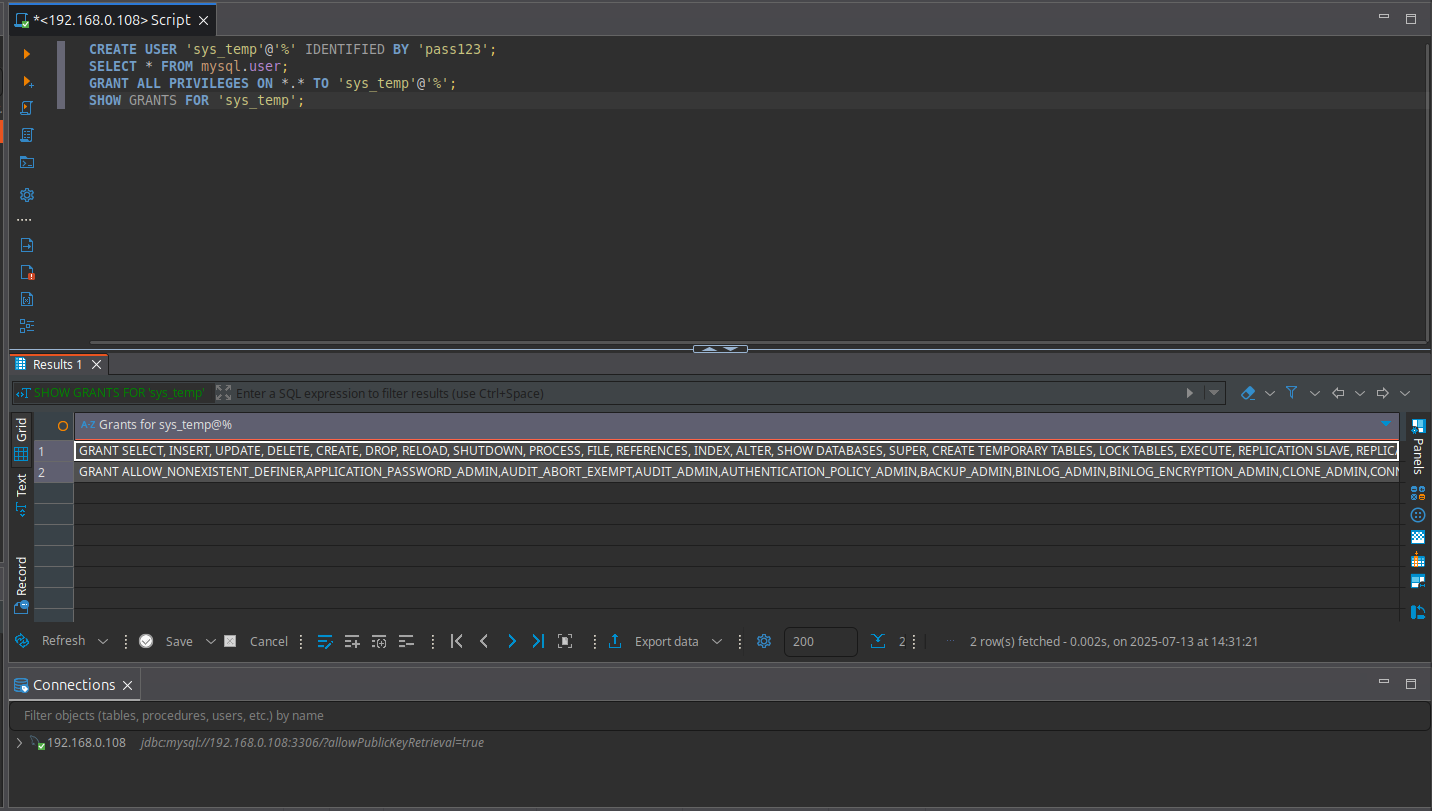 *<192.168.0.108> Script
CREATE USER 'sys_temp'@'%' IDENTIFIED BY 'pass123';
SELECT * FROM mysql.user;
GRANT ALL PRIVILEGES ON *.* TO 'sys_temp'@'%';
SHOW GRANTS FOR 'sys_temp';
Results 1
SHOW GRANTS FOR 'sys_temp'
Enter a SQL expression to filter results (use Ctrl+Space)
Grid
A-Z Grants for sys_temp@%
1 GRANT SELECT, INSERT, UPDATE, DELETE, CREATE, DROP, RELOAD, SHUTDOWN, PROCESS, FILE, REFERENCES, INDEX, ALTER, SHOW DATABASES, SUPER, CREATE TEMPORARY TABLES, LOCK TABLES, EXECUTE, REPLICATION SLAVE, REPLICA
2 GRANT ALLOW_NONEXISTENT_DEFINER,APPLICATION_PASSWORD_ADMIN,AUDIT_ABORT_EXEMPT,AUDIT_ADMIN,AUTHENTICATION_POLICY_ADMIN,BACKUP_ADMIN,BINLOG_ADMIN,BINLOG_ENCRYPTION_ADMIN,CLONE_ADMIN,CONN
Panels
Text
Record
Refresh Save Cancel Export data 200 2 2 row(s) fetched - 0.002s, on 2025-07-13 at 14:31:21
Connections
Filter objects (tables, procedures, users, etc.) by name
192.168.0.108 jdbc:mysql://192.168.0.108:3306/?allowPublicKeyRetrieval=true